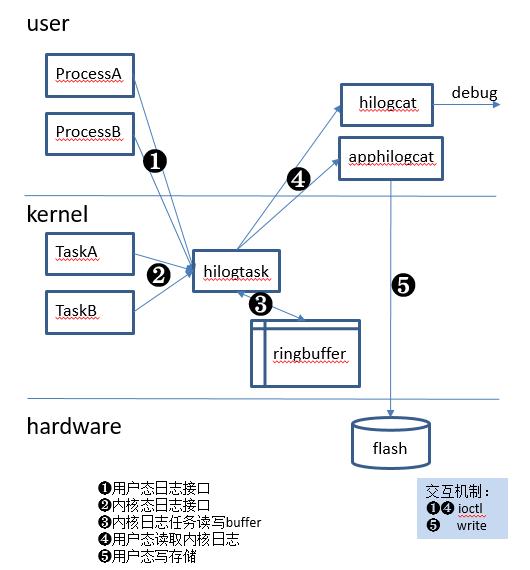 user
ProcessA
hilogcat
debug
ProcessB
❶
apphilogcat
❹
kernel
TaskA
hilogtask
❷
❺
TaskB
❸
ringbuffer
hardware
flash
❶用户态日志接口
❷内核态日志接口
❸内核日志任务读写buffer
❹用户态读取内核日志
❺用户态写存储
交互机制：
❶❹ ioctl
❺ write